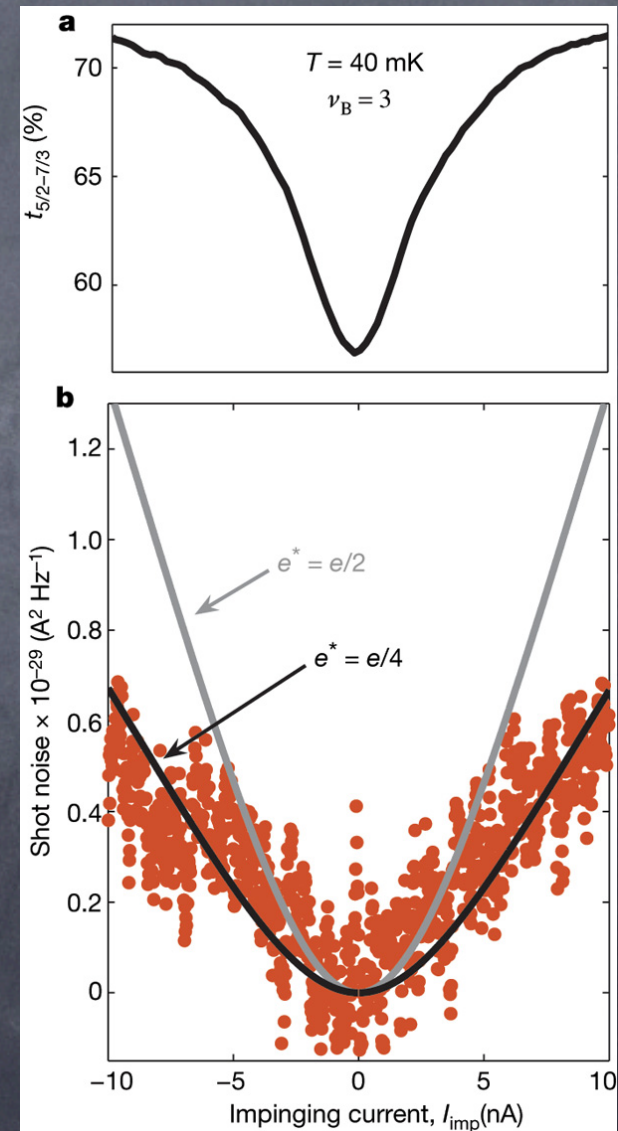 a
T = 40 mK
ν_B = 3
t_5/2–7/3 (%)
70
65
60
b
Shot noise × 10⁻²⁹ (A² Hz⁻¹)
1.2
1.0
0.8
0.6
0.4
0.2
0
e* = e/2
e* = e/4
−10
−5
0
5
10
Impinging current, I_imp(nA)